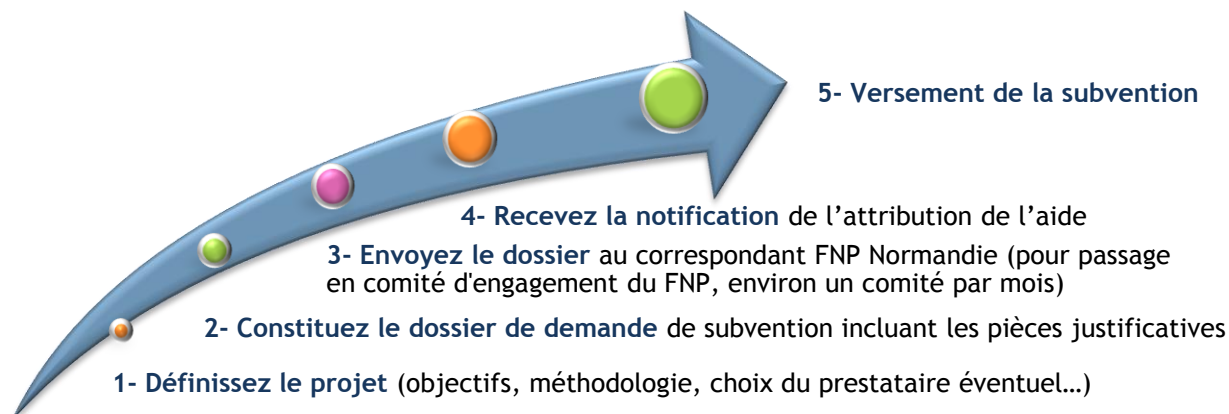 5- Versement de la subvention
4- Recevez la notification de l’attribution de l’aide
3- Envoyez le dossier au correspondant FNP Normandie (pour passage
en comité d'engagement du FNP, environ un comité par mois)
2- Constituez le dossier de demande de subvention incluant les pièces justificatives
1- Définissez le projet (objectifs, méthodologie, choix du prestataire éventuel…)